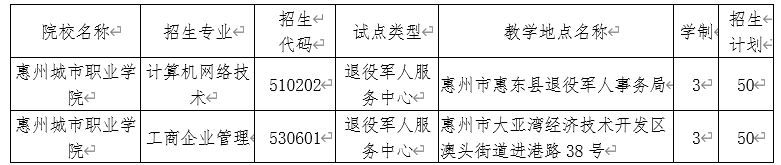 院校名称 招生专业 招生代码 试点类型 教学地点名称 学制 招生计划
惠州城市职业学院 计算机网络技术 510202 退役军人服务中心 惠州市惠东县退役军人事务局 3 50
惠州城市职业学院 工商企业管理 530601 退役军人服务中心 惠州市大亚湾经济技术开发区澳头街道进港路 38 号 3 50